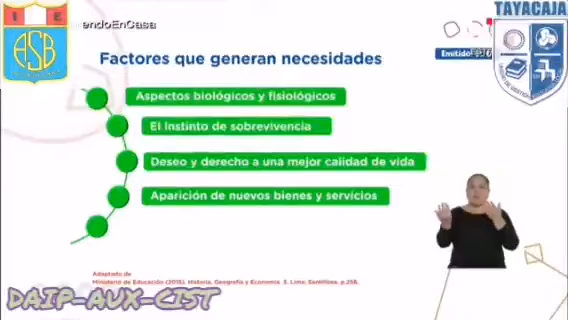 I E
ASB
endoEnCasa
TAYACAJA
Emitido
Factores que generan necesidades
Aspectos biológicos y fisiológicos
El Instinto de sobrevivencia
Deseo y derecho a una mejor calidad de vida
Aparición de nuevos bienes y servicios
Adaptado de
Ministerio de Educación (2015). Historia, Geografía y Economía 3. Lima: Santillana, p.258.
DAIP-AUX-CIST